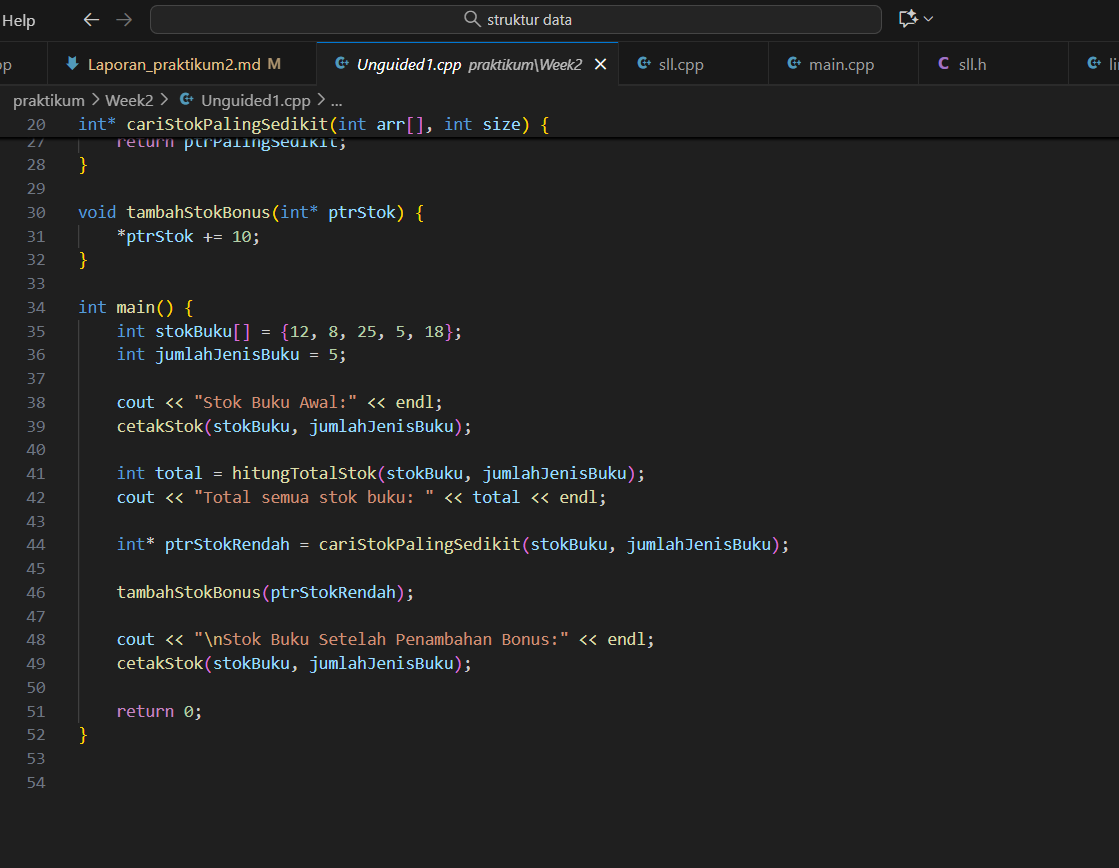 Help
struktur data
pp
Laporan_praktikum2.md M
Unguided1.cpp praktikum\Week2
sll.cpp
main.cpp
C sll.h
praktikum > Week2 > Unguided1.cpp > ...
20 int* cariStokPalingSedikit(int arr[], int size) {
27 return ptrPalingSedikit;
28 }
29
30 void tambahStokBonus(int* ptrStok) {
31 *ptrStok += 10;
32 }
33
34 int main() {
35 int stokBuku[] = {12, 8, 25, 5, 18};
36 int jumlahJenisBuku = 5;
37
38 cout << "Stok Buku Awal:" << endl;
39 cetakStok(stokBuku, jumlahJenisBuku);
40
41 int total = hitungTotalStok(stokBuku, jumlahJenisBuku);
42 cout << "Total semua stok buku: " << total << endl;
43
44 int* ptrStokRendah = cariStokPalingSedikit(stokBuku, jumlahJenisBuku);
45
46 tambahStokBonus(ptrStokRendah);
47
48 cout << "\nStok Buku Setelah Penambahan Bonus:" << endl;
49 cetakStok(stokBuku, jumlahJenisBuku);
50
51 return 0;
52 }
53
54